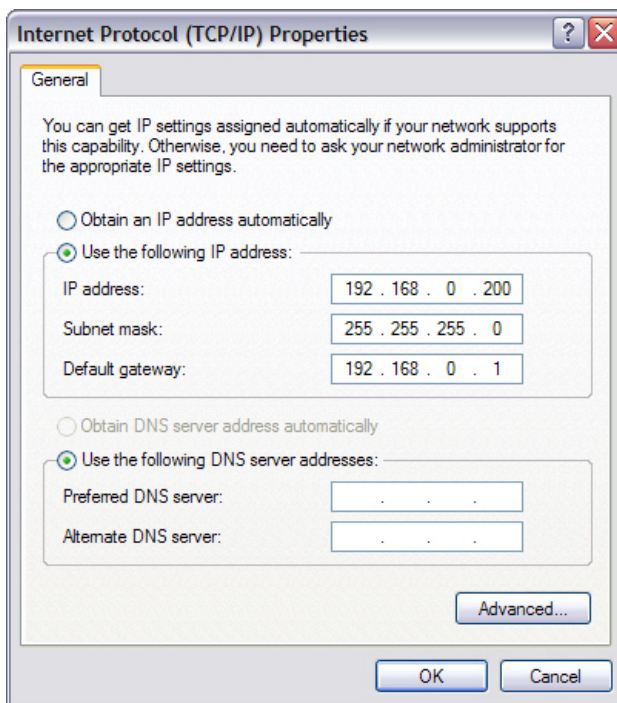 Internet Protocol (TCP/IP) Properties
General
You can get IP settings assigned automatically if your network supports
this capability. Otherwise, you need to ask your network administrator for
the appropriate IP settings.
Obtain an IP address automatically
Use the following IP address:
IP address: 192 . 168 . 0 . 200
Subnet mask: 255 . 255 . 255 . 0
Default gateway: 192 . 168 . 0 . 1
Obtain DNS server address automatically
Use the following DNS server addresses:
Preferred DNS server: . . .
Alternate DNS server: . . .
Advanced...
OK Cancel